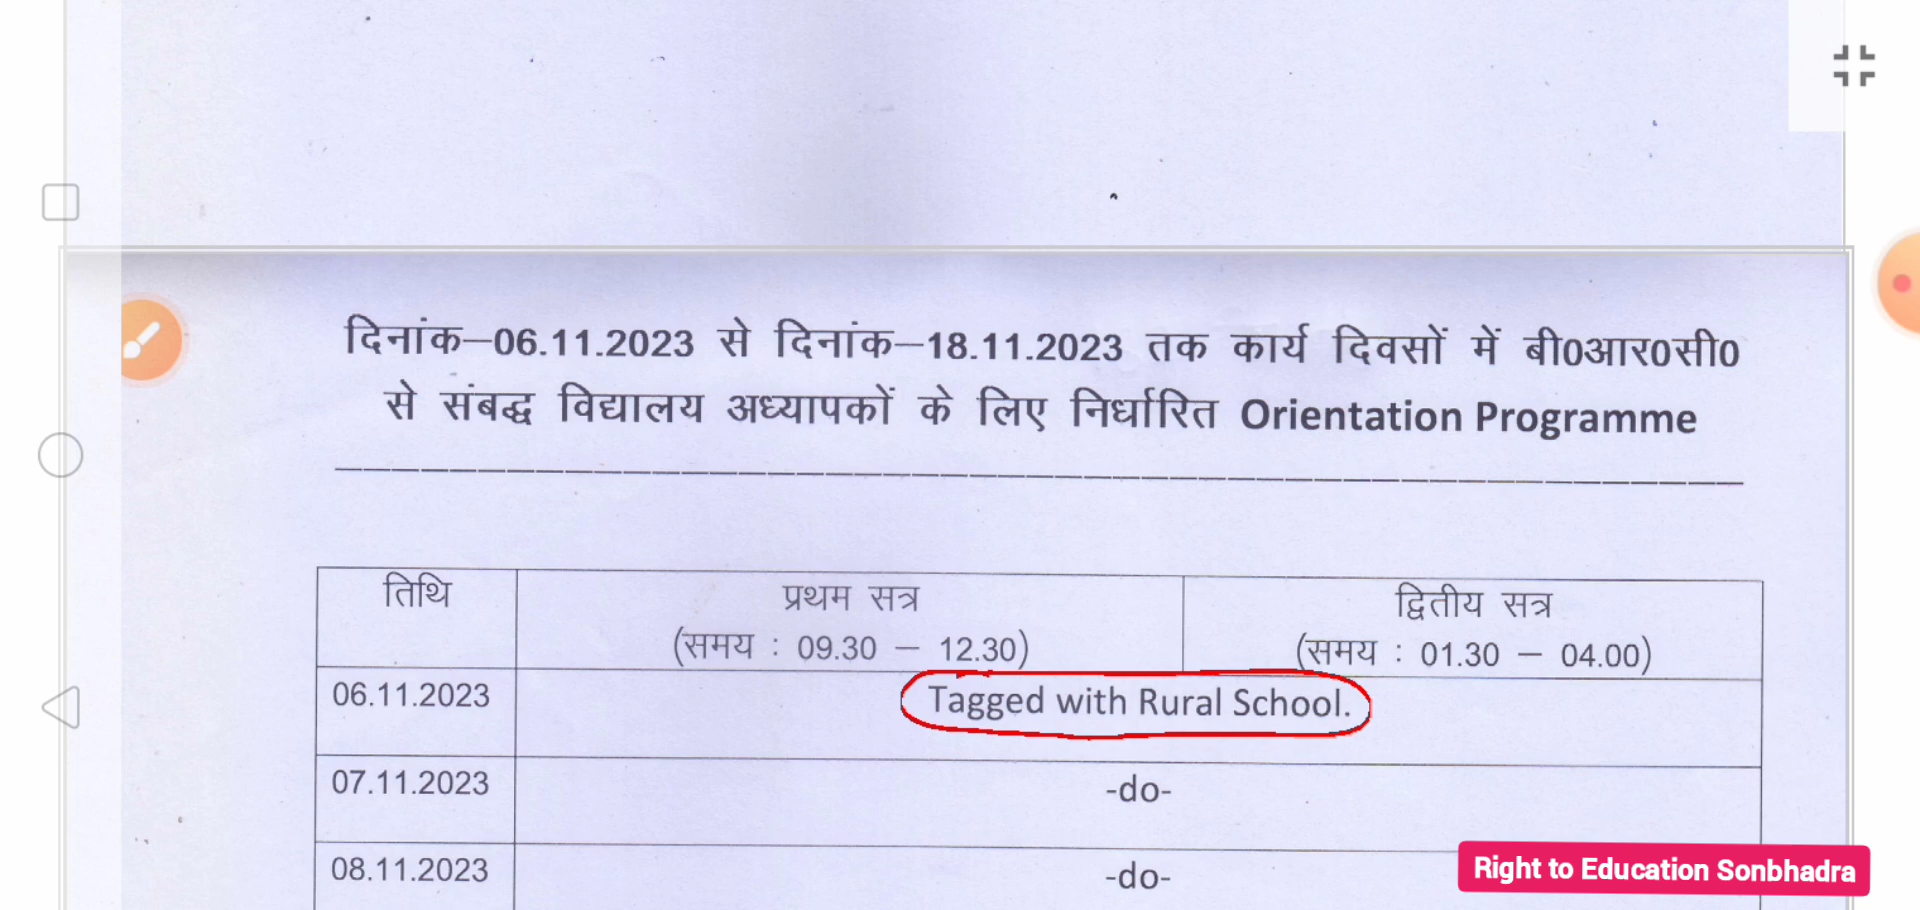 दिनांक–06.11.2023 से दिनांक–18.11.2023 तक कार्य दिवसों में बी0आर0सी0
से संबद्ध विद्यालय अध्यापकों के लिए निर्धारित Orientation Programme
तिथि
प्रथम सत्र
(समय : 09.30 – 12.30)
द्वितीय सत्र
(समय : 01.30 – 04.00)
06.11.2023
Tagged with Rural School.
07.11.2023
-do-
08.11.2023
-do-
Right to Education Sonbhadra